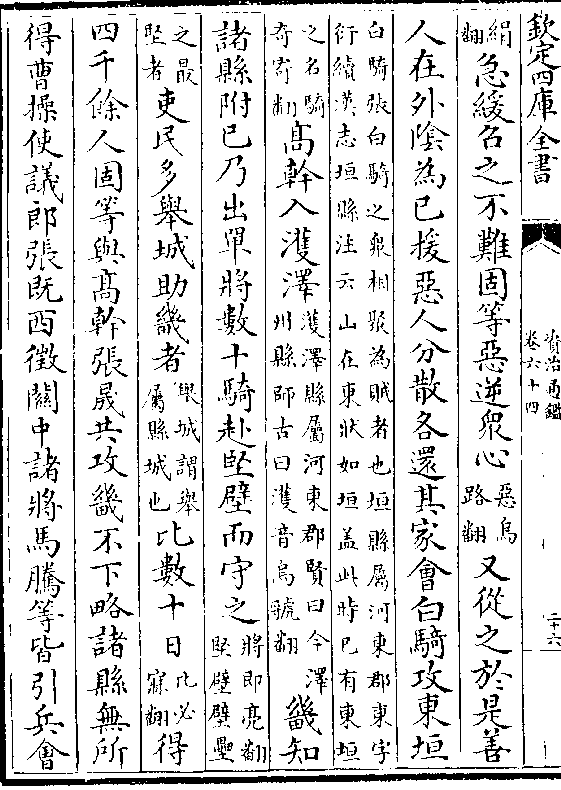 欽定四庫全書
資治通鑑
卷六十四
二十六
絹
翻急緩召之不難固等惡逆衆心惡烏
路翻又從之於是善
人在外陰為已援惡人分散各還其家會白騎攻東垣
白騎張白騎之衆相聚為賊者也垣縣屬河東郡東字
衍續漢志垣縣注云山在東狀如垣盖此時已有東垣
之名騎
奇寄翻高幹入濩澤濩澤縣屬河東郡賢曰今澤
州縣師古曰濩音烏虢翻畿知
諸縣附已乃出單將數十騎赴堅壁而守之將即亮翻
堅壁壁壘
之最
堅者吏民多舉城助畿者舉城謂舉
屬縣城也比數十日比必
寐翻得
四千餘人固等與高幹張晟共攻畿不下略諸縣無所
得曹操使議郎張既西徵關中諸將馬騰等皆引兵會